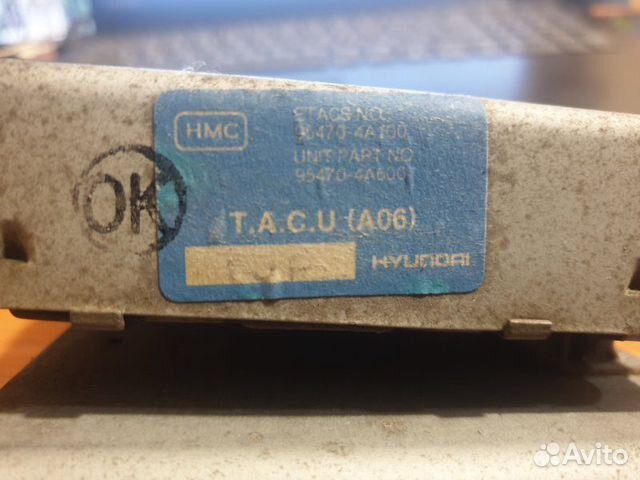 HMC
ETACS NO.
95470-4A100
UNIT PART NO
95470-4A600
OK
T.A.C.U (A06)
HYUNDAI
Avito